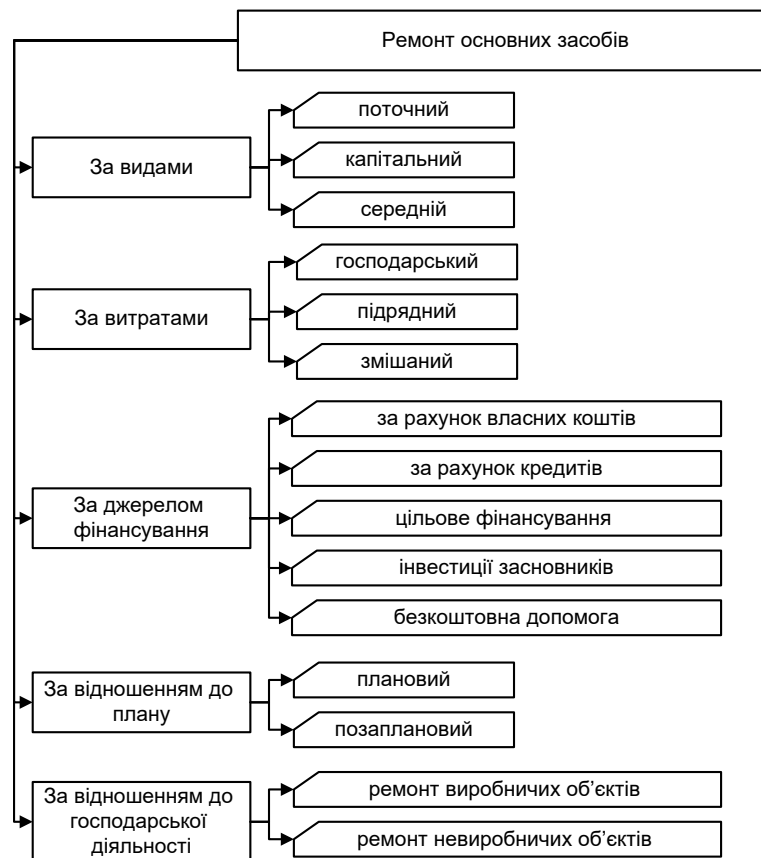 Ремонт основних засобів
За видами
поточний
капітальний
середній
За витратами
господарський
підрядний
змішаний
За джерелом
фінансування
за рахунок власних коштів
за рахунок кредитів
цільове фінансування
інвестиції засновників
безкоштовна допомога
За відношенням до
плану
плановий
позаплановий
За відношенням до
господарської
діяльності
ремонт виробничих об’єктів
ремонт невиробничих об’єктів